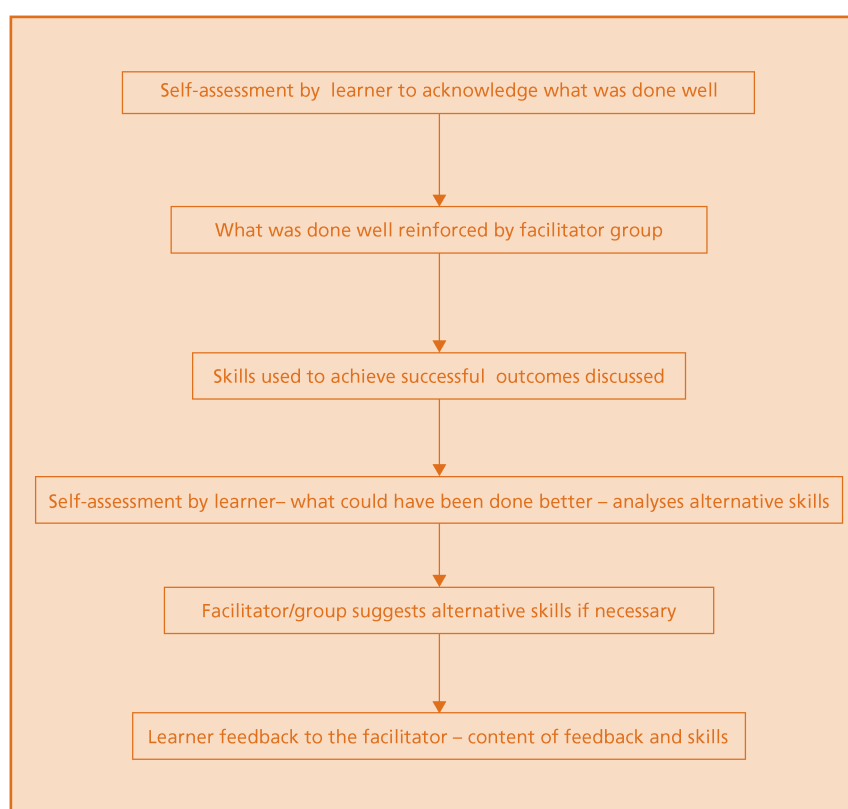 Self-assessment by learner to acknowledge what was done well
What was done well reinforced by facilitator group
Skills used to achieve successful outcomes discussed
Self-assessment by learner– what could have been done better – analyses alternative skills
Facilitator/group suggests alternative skills if necessary
Learner feedback to the facilitator – content of feedback and skills